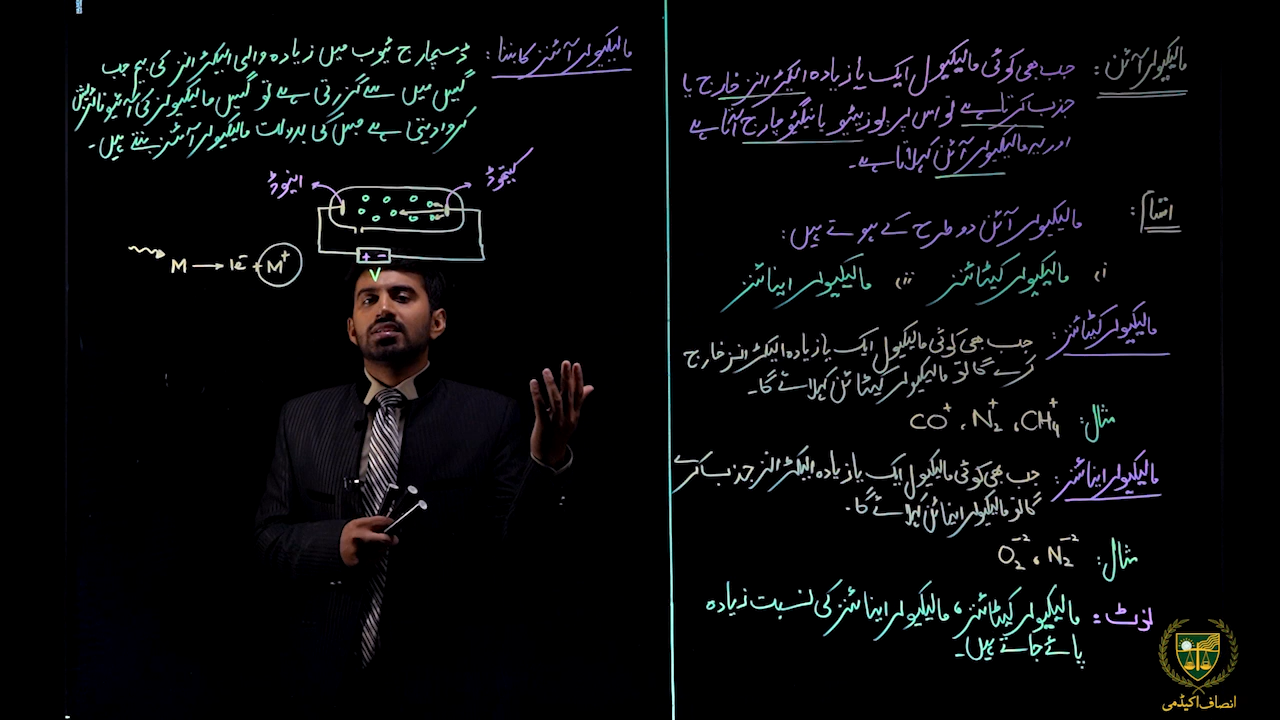 مالیکیولر آئن:
جب بھی کوئی مالیکیول ایک یا زیادہ الیکٹرانز خارج یا
جذب کرتا ہے تو اس پر پوزیٹیو یا نیگٹو چارج آتا ہے
اور یہ مالیکیولر آئن کہلاتا ہے۔
اقسام:
مالیکیولر آئن دو طرح کے ہوتے ہیں:
i, مالیکیولر کیٹائنز ii, مالیکیولر اینائنز
مالیکیولر کیٹائنز:
جب بھی کوئی مالیکیول ایک یا زیادہ الیکٹرانز خارج
کرے گا تو مالیکیولر کیٹائن کہلائے گا۔
مثال: CH₄⁺ ، N₂⁺ ، CO⁺
مالیکیولر اینائنز:
جب بھی کوئی مالیکیول ایک یا زیادہ الیکٹرانز جذب کرے
گا تو مالیکیولر اینائن کہلائے گا۔
مثال: N₂⁻² ، O₂⁻²
نوٹ:
مالیکیولر کیٹائنز، مالیکیولر اینائنز کی نسبت زیادہ
پائے جاتے ہیں۔
مالیکیولر آئنز کا بننا:
ڈسچارج ٹیوب میں زیادہ والی الیکٹرانز کی بیم جب
گیس میں سے گزرتی ہے تو گیس مالیکیولز کی آئیونائزیشن
کروا دیتی ہے جس کی بدولت مالیکیولر آئنز بنتے ہیں۔
کیتھوڈ
اینوڈ
+ -
V
M → 1e⁻ + M⁺
انصاف اکیڈمی